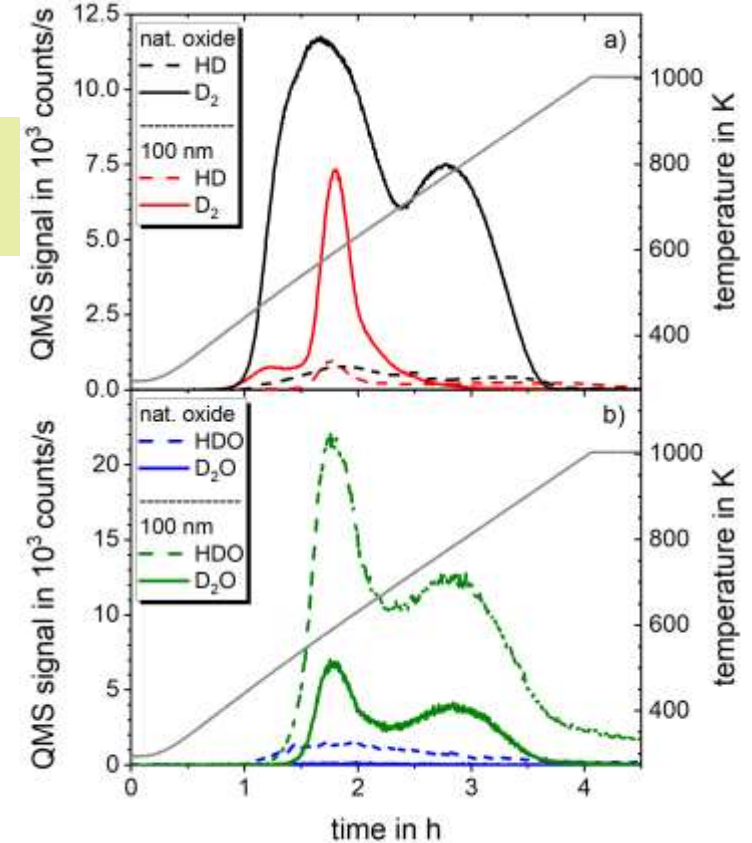 12.5
10.0
7.5
5.0
2.5
0.0
QMS signal in 10³ counts/s
nat. oxide
HD
D₂
100 nm
HD
D₂
a)
1000
800
600
400
temperature in K
20
15
10
5
0
QMS signal in 10³ counts/s
nat. oxide
HDO
D₂O
100 nm
HDO
D₂O
b)
1000
800
600
400
temperature in K
0 1 2 3 4
time in h